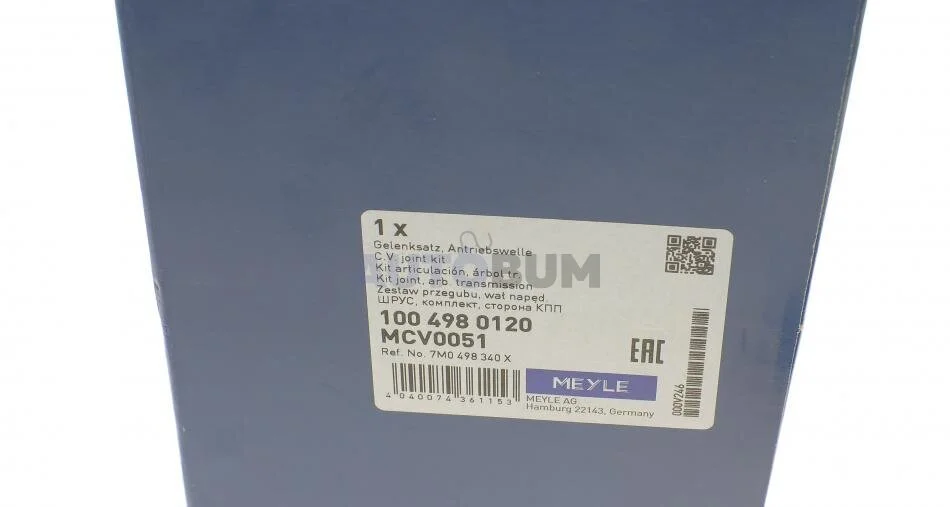 1 x
Gelenksatz, Antriebswelle
C.V. joint kit
Kit articulación, árbol tr.
Kit joint, arb. transmission
Zestaw przegubu, wat napęd.
ШРУС, комплект, сторона КПП
100 498 0120
MCV0051
Ref. No. 7M0 498 340 X
4 040074 361153
MEYLE
MEYLE AG
Hamburg 22143, Germany
EAC
000V246
BUM